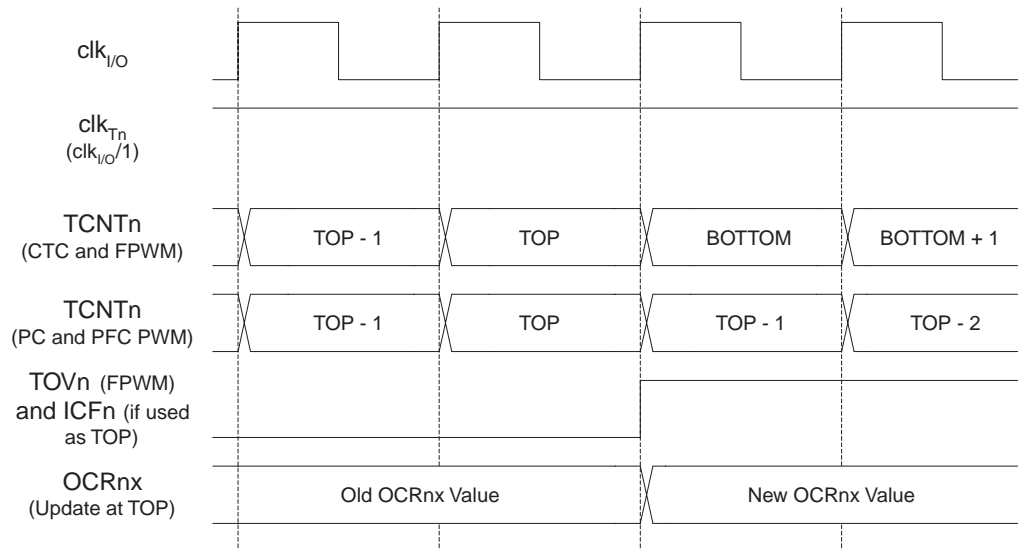 clkI/O
clkTn
(clkI/O/1)
TCNTn
(CTC and FPWM)
TOP - 1
TOP
BOTTOM
BOTTOM + 1
TCNTn
(PC and PFC PWM)
TOP - 1
TOP
TOP - 1
TOP - 2
TOVn (FPWM)
and ICFn (if used
as TOP)
OCRnx
(Update at TOP)
Old OCRnx Value
New OCRnx Value